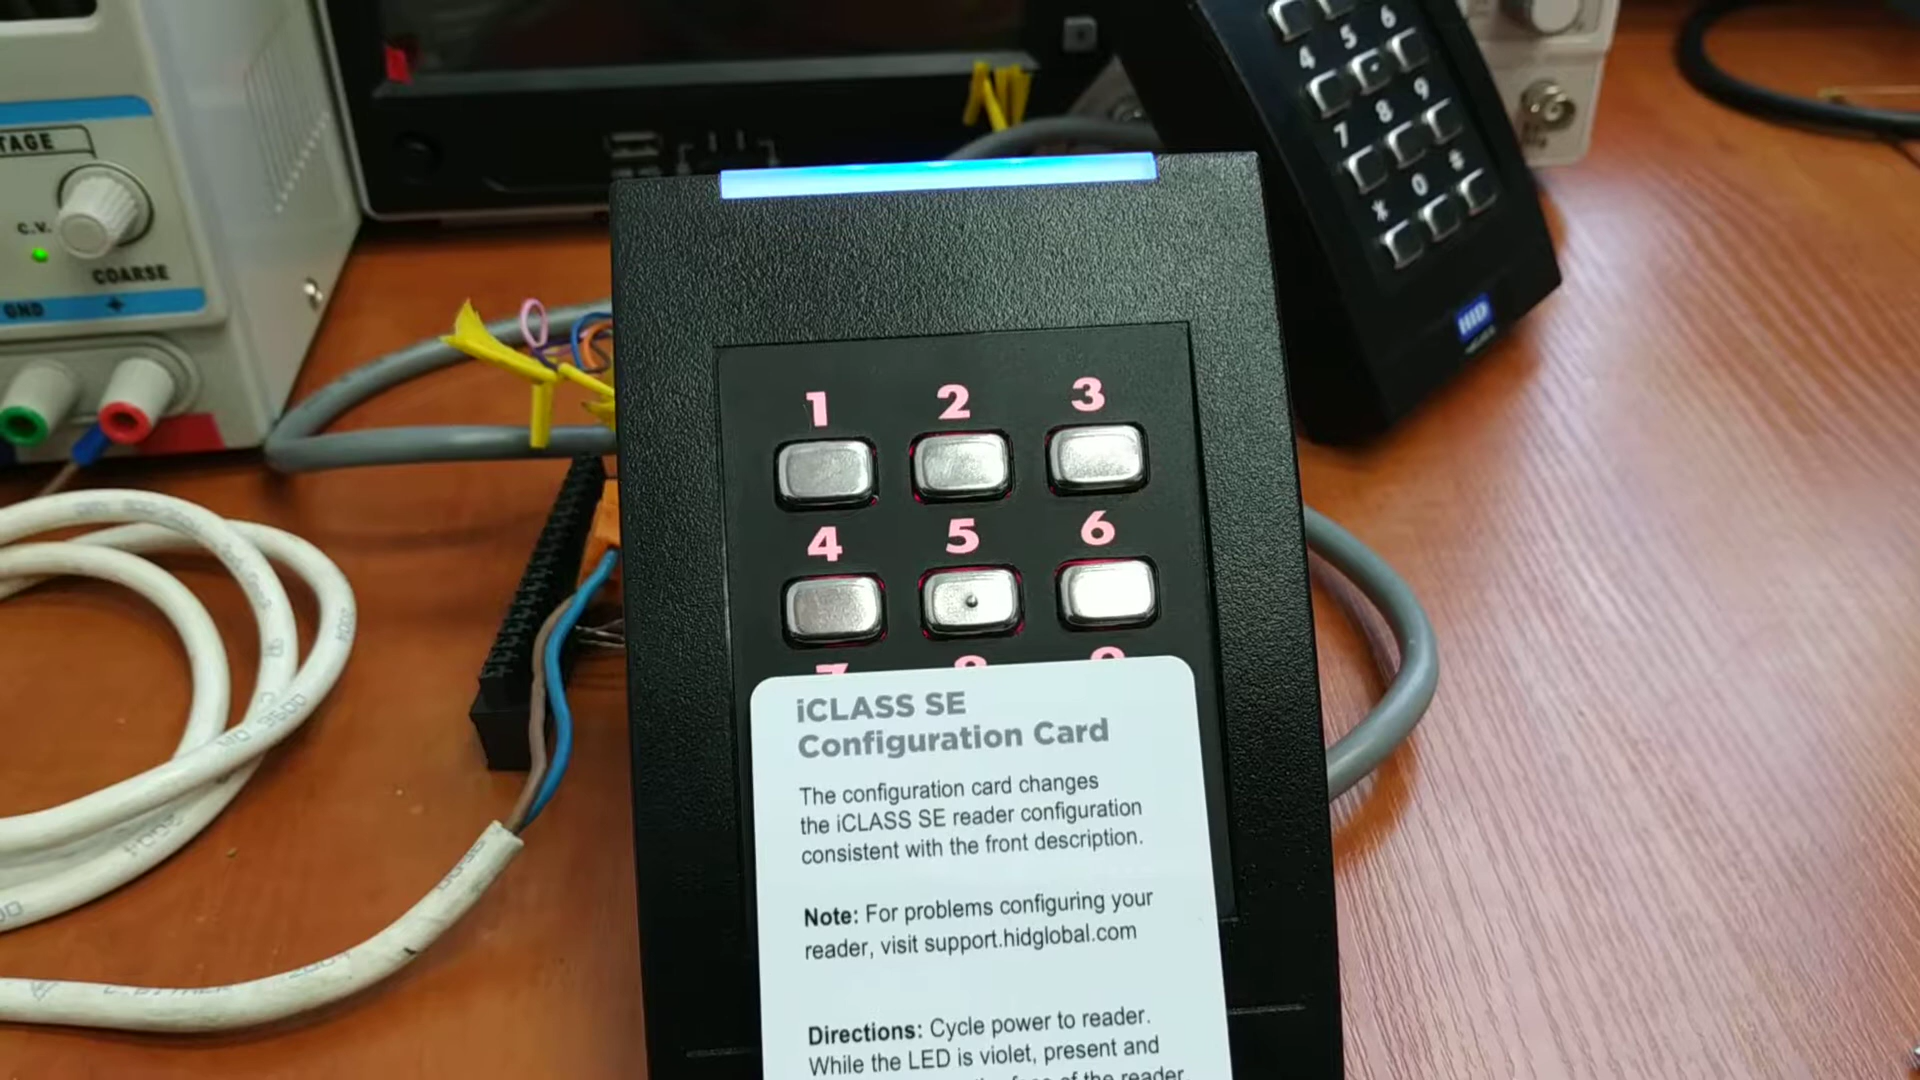 TAGE
C.V.
COARSE
GND
+
4 5 6
7 8 9
* 0
HID
1 2 3
4 5 6
iCLASS SE
Configuration Card
The configuration card changes
the iCLASS SE reader configuration
consistent with the front description.
Note: For problems configuring your
reader, visit support.hidglobal.com
Directions: Cycle power to reader.
While the LED is violet, present and
of the reader